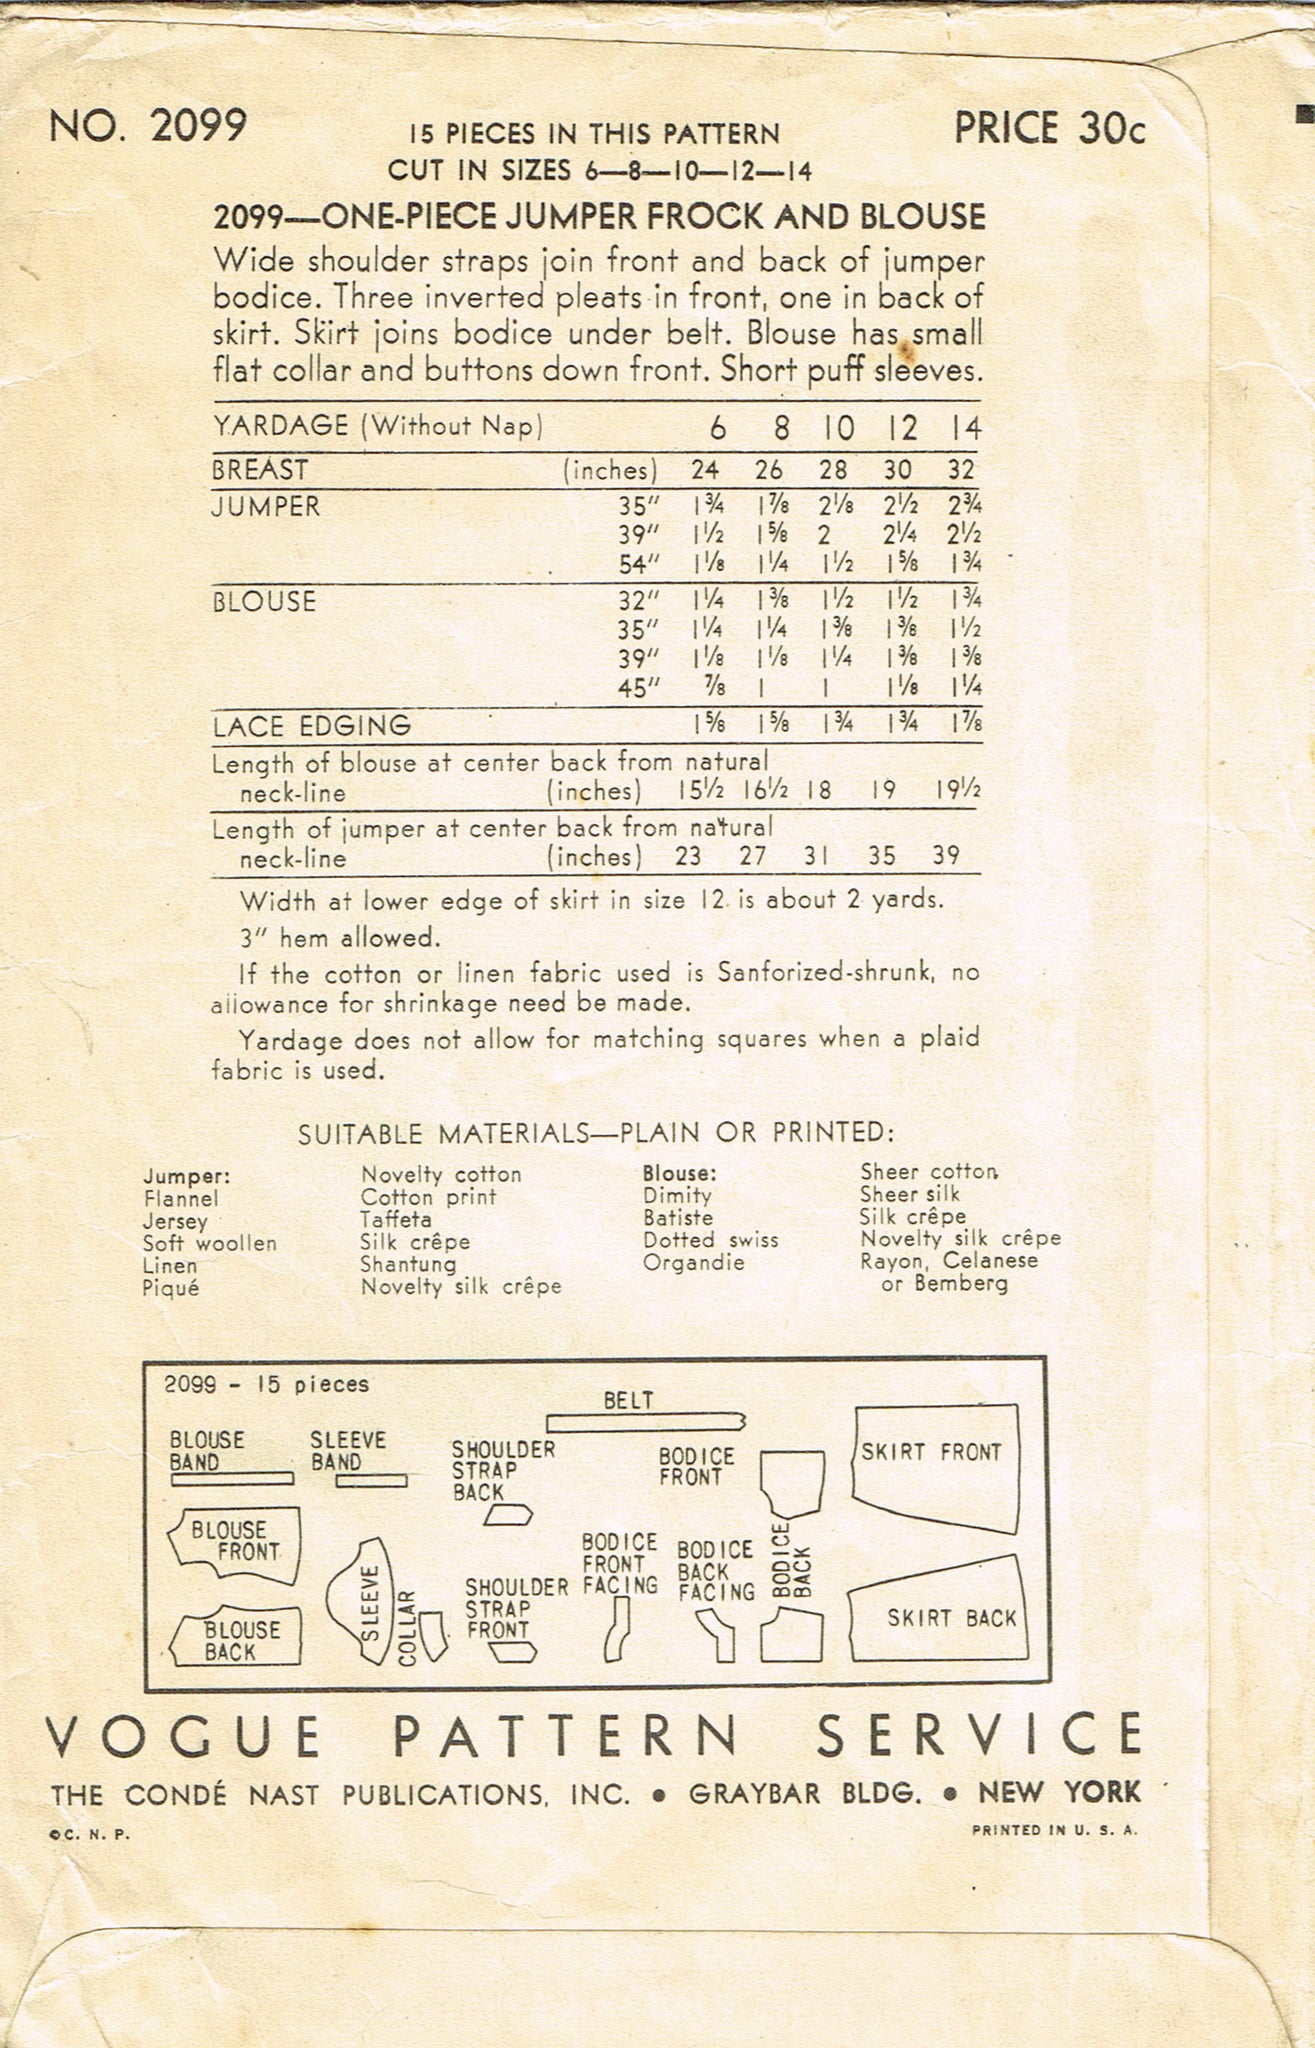 NO. 2099
15 PIECES IN THIS PATTERN
PRICE 30c
CUT IN SIZES 6—8—10—12—14
2099—ONE-PIECE JUMPER FROCK AND BLOUSE
Wide shoulder straps join front and back of jumper
bodice. Three inverted pleats in front, one in back of
skirt. Skirt joins bodice under belt. Blouse has small
flat collar and buttons down front. Short puff sleeves.
YARDAGE (Without Nap) 6 8 10 12 14
BREAST (inches) 24 26 28 30 32
JUMPER 35″ 1¾ 1⅞ 2⅛ 2½ 2¾
39″ 1½ 1⅝ 2 2¼ 2½
54″ 1⅛ 1¼ 1½ 1⅝ 1¾
BLOUSE 32″ 1¼ 1⅜ 1½ 1½ 1¾
35″ 1¼ 1¼ 1⅜ 1⅜ 1½
39″ 1⅛ 1⅛ 1¼ 1⅜ 1⅜
45″ ⅞ 1 1 1⅛ 1¼
LACE EDGING 1⅝ 1⅝ 1¾ 1¾ 1⅞
Length of blouse at center back from natural
neck-line (inches) 15½ 16½ 18 19 19½
Length of jumper at center back from natural
neck-line (inches) 23 27 31 35 39
Width at lower edge of skirt in size 12 is about 2 yards.
3″ hem allowed.
If the cotton or linen fabric used is Sanforized-shrunk, no
allowance for shrinkage need be made.
Yardage does not allow for matching squares when a plaid
fabric is used.
SUITABLE MATERIALS—PLAIN OR PRINTED:
Jumper:
Flannel
Jersey
Soft woollen
Linen
Piqué
Novelty cotton
Cotton print
Taffeta
Silk crêpe
Shantung
Novelty silk crêpe
Blouse:
Dimity
Batiste
Dotted swiss
Organdie
Sheer cotton
Sheer silk
Silk crêpe
Novelty silk crêpe
Rayon, Celanese
or Bemberg
2099 - 15 pieces
BLOUSE
BAND
SLEEVE
BAND
SHOULDER
STRAP
BACK
BELT
BODICE
FRONT
SKIRT FRONT
BLOUSE
FRONT
BLOUSE
BACK
SLEEVE
COLLAR
SHOULDER
STRAP
FRONT
BODICE
FRONT
FACING
BODICE
BACK
FACING
BODICE
BACK
SKIRT BACK
VOGUE PATTERN SERVICE
THE CONDÉ NAST PUBLICATIONS, INC. • GRAYBAR BLDG. • NEW YORK
©C. N. P.
PRINTED IN U. S. A.